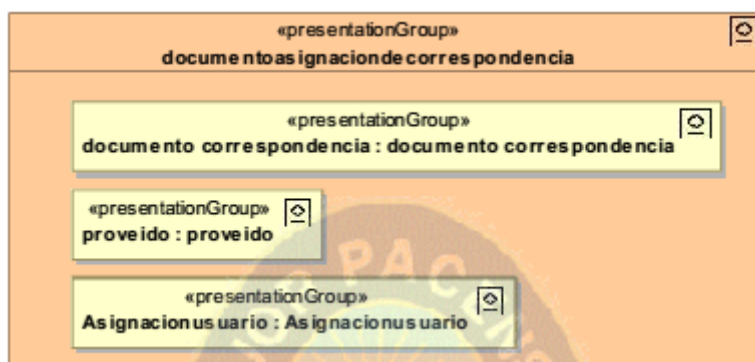 «presentationGroup»
documentoasignaciondecorrespondencia
«presentationGroup»
documento correspondencia : documento correspondencia
«presentationGroup»
proveido : proveido
«presentationGroup»
Asignacionusuario : Asignacionusuario